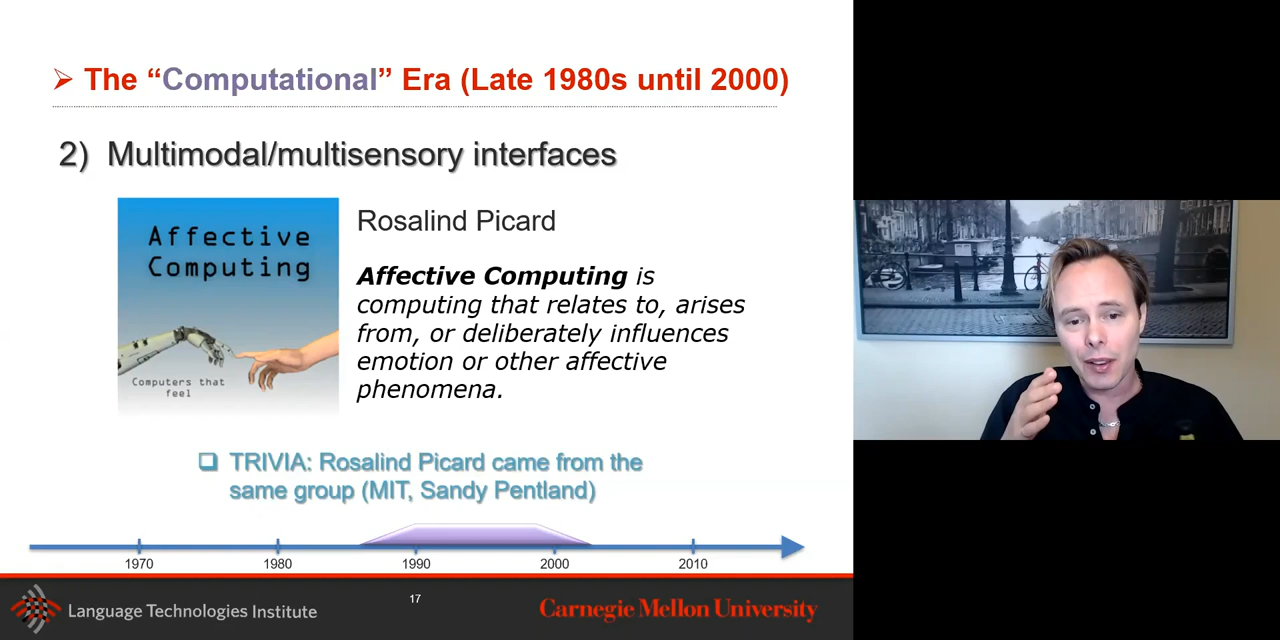 The “Computational” Era (Late 1980s until 2000)
2) Multimodal/multisensory interfaces
Affective
Computing
Computers that
feel
Rosalind Picard
Affective Computing is
computing that relates to, arises
from, or deliberately influences
emotion or other affective
phenomena.
TRIVIA: Rosalind Picard came from the
same group (MIT, Sandy Pentland)
1970 1980 1990 2000 2010
Language Technologies Institute
17
Carnegie Mellon University